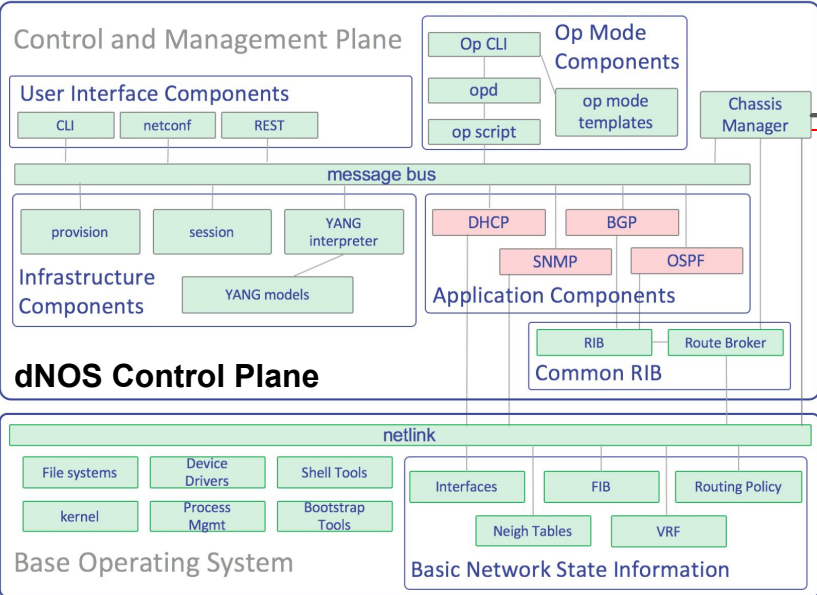 Control and Management Plane
User Interface Components
CLI
netconf
REST
Op CLI
Op Mode
Components
opd
op script
op mode
templates
Chassis
Manager
message bus
provision
session
YANG
interpreter
Infrastructure
Components
YANG models
DHCP
BGP
SNMP
OSPF
Application Components
RIB
Route Broker
Common RIB
dNOS Control Plane
netlink
File systems
Device
Drivers
Shell Tools
kernel
Process
Mgmt
Bootstrap
Tools
Base Operating System
Interfaces
FIB
Routing Policy
Neigh Tables
VRF
Basic Network State Information